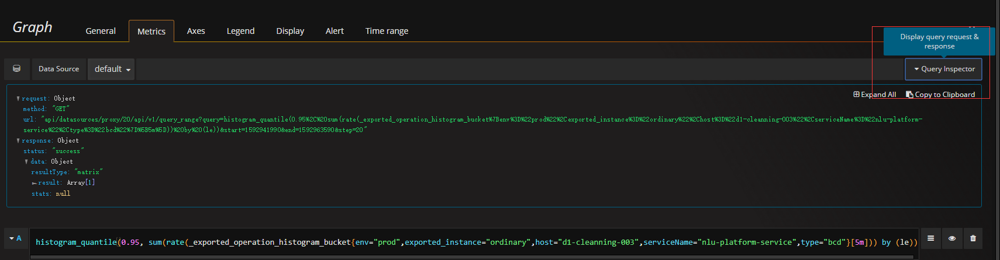 Graph General Metrics Axes Legend Display Alert Time range
Display query request &
response
Data Source default Query Inspector
Expand All Copy to Clipboard
request: Object
method: "GET"
url: "api/datasources/proxy/20/api/v1/query_range?query=histogram_quantile(0.95%2C%20sum(rate(_exported_operation_histogram_bucket%7Benv%3D%22prod%22%2Cexported_instance%3D%22ordinary%22%2Chost%3D%22d1-cleanning-003%22%2CserviceName%3D%22nlu-platform-
service%22%2Ctype%3D%22bcd%22%7D%5B5m%5D))%20by%20(le))&start=1592941990&end=1592963590&step=20"
response: Object
status: "success"
data: Object
resultType: "matrix"
result: Array[1]
stats: null
A histogram_quantile(0.95, sum(rate(_exported_operation_histogram_bucket{env="prod",exported_instance="ordinary",host="d1-cleanning-003",serviceName="nlu-platform-service",type="bcd"}[5m])) by (le))